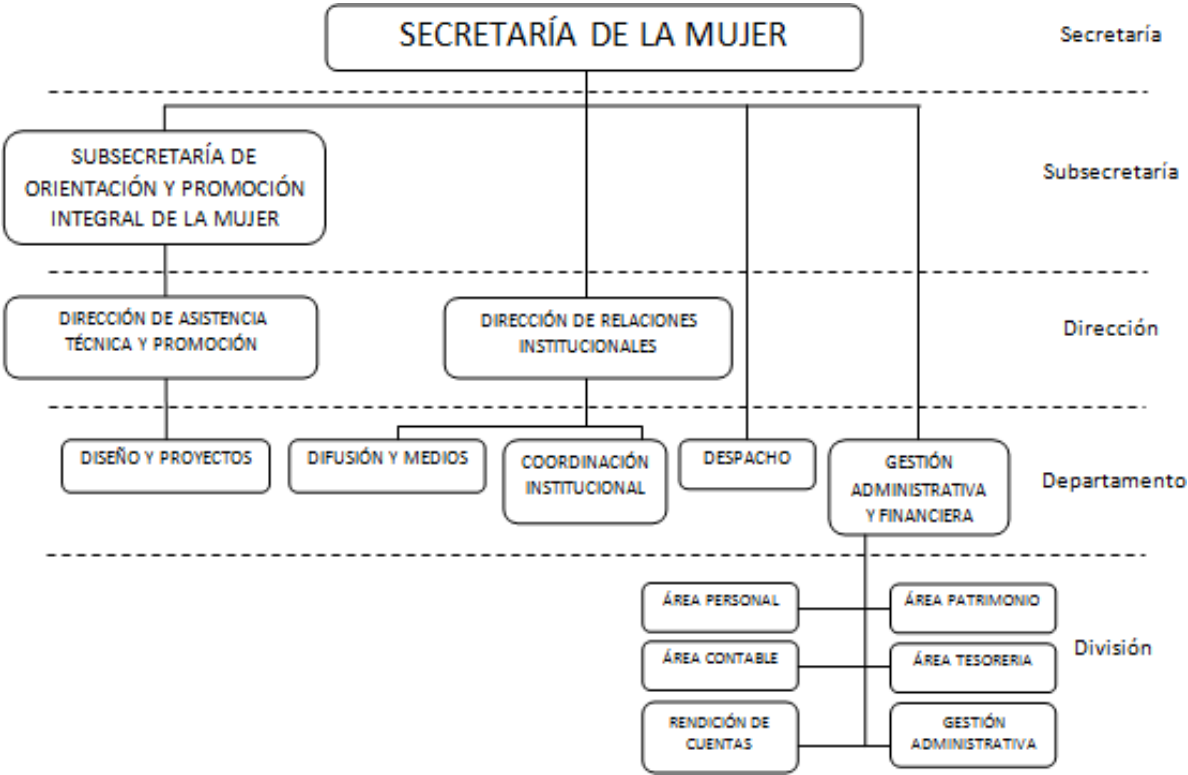 SECRETARÍA DE LA MUJER
Secretaría
SUBSECRETARÍA DE
ORIENTACIÓN Y PROMOCIÓN
INTEGRAL DE LA MUJER
Subsecretaría
DIRECCIÓN DE ASISTENCIA
TÉCNICA Y PROMOCIÓN
DIRECCIÓN DE RELACIONES
INSTITUCIONALES
Dirección
DISEÑO Y PROYECTOS
DIFUSIÓN Y MEDIOS
COORDINACIÓN
INSTITUCIONAL
DESPACHO
GESTIÓN
ADMINISTRATIVA
Y FINANCIERA
Departamento
ÁREA PERSONAL
ÁREA PATRIMONIO
ÁREA CONTABLE
ÁREA TESORERIA
División
RENDICIÓN DE
CUENTAS
GESTIÓN
ADMINISTRATIVA